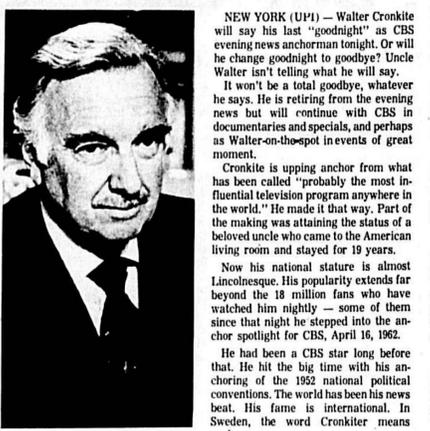 NEW YORK (UPI) — Walter Cronkite
will say his last "goodnight" as CBS
evening news anchorman tonight. Or will
he change goodnight to goodbye? Uncle
Walter isn't telling what he will say.
It won't be a total goodbye, whatever
he says. He is retiring from the evening
news but will continue with CBS in
documentaries and specials, and perhaps
as Walter-on-the-spot in events of great
moment.
Cronkite is upping anchor from what
has been called "probably the most in-
fluential television program anywhere in
the world." He made it that way. Part of
the making was attaining the status of a
beloved uncle who came to the American
living room and stayed for 19 years.
Now his national stature is almost
Lincolnesque. His popularity extends far
beyond the 18 million fans who have
watched him nightly — some of them
since that night he stepped into the an-
chor spotlight for CBS, April 16, 1962.
He had been a CBS star long before
that. He hit the big time with his an-
choring of the 1952 national political
conventions. The world has been his news
beat. His fame is international. In
Sweden, the word Cronkiter means